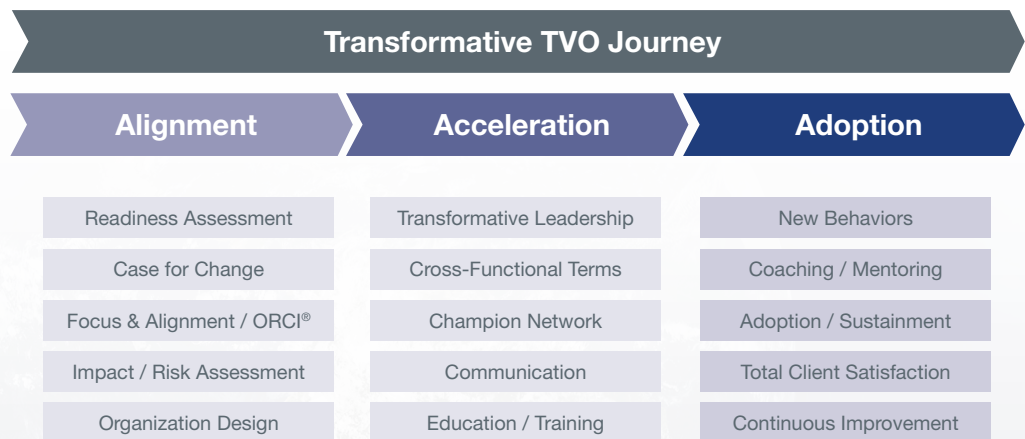 Transformative TVO Journey
Alignment
Acceleration
Adoption
Readiness Assessment
Transformative Leadership
New Behaviors
Case for Change
Cross-Functional Terms
Coaching / Mentoring
Focus & Alignment / ORCI®
Champion Network
Adoption / Sustainment
Impact / Risk Assessment
Communication
Total Client Satisfaction
Organization Design
Education / Training
Continuous Improvement